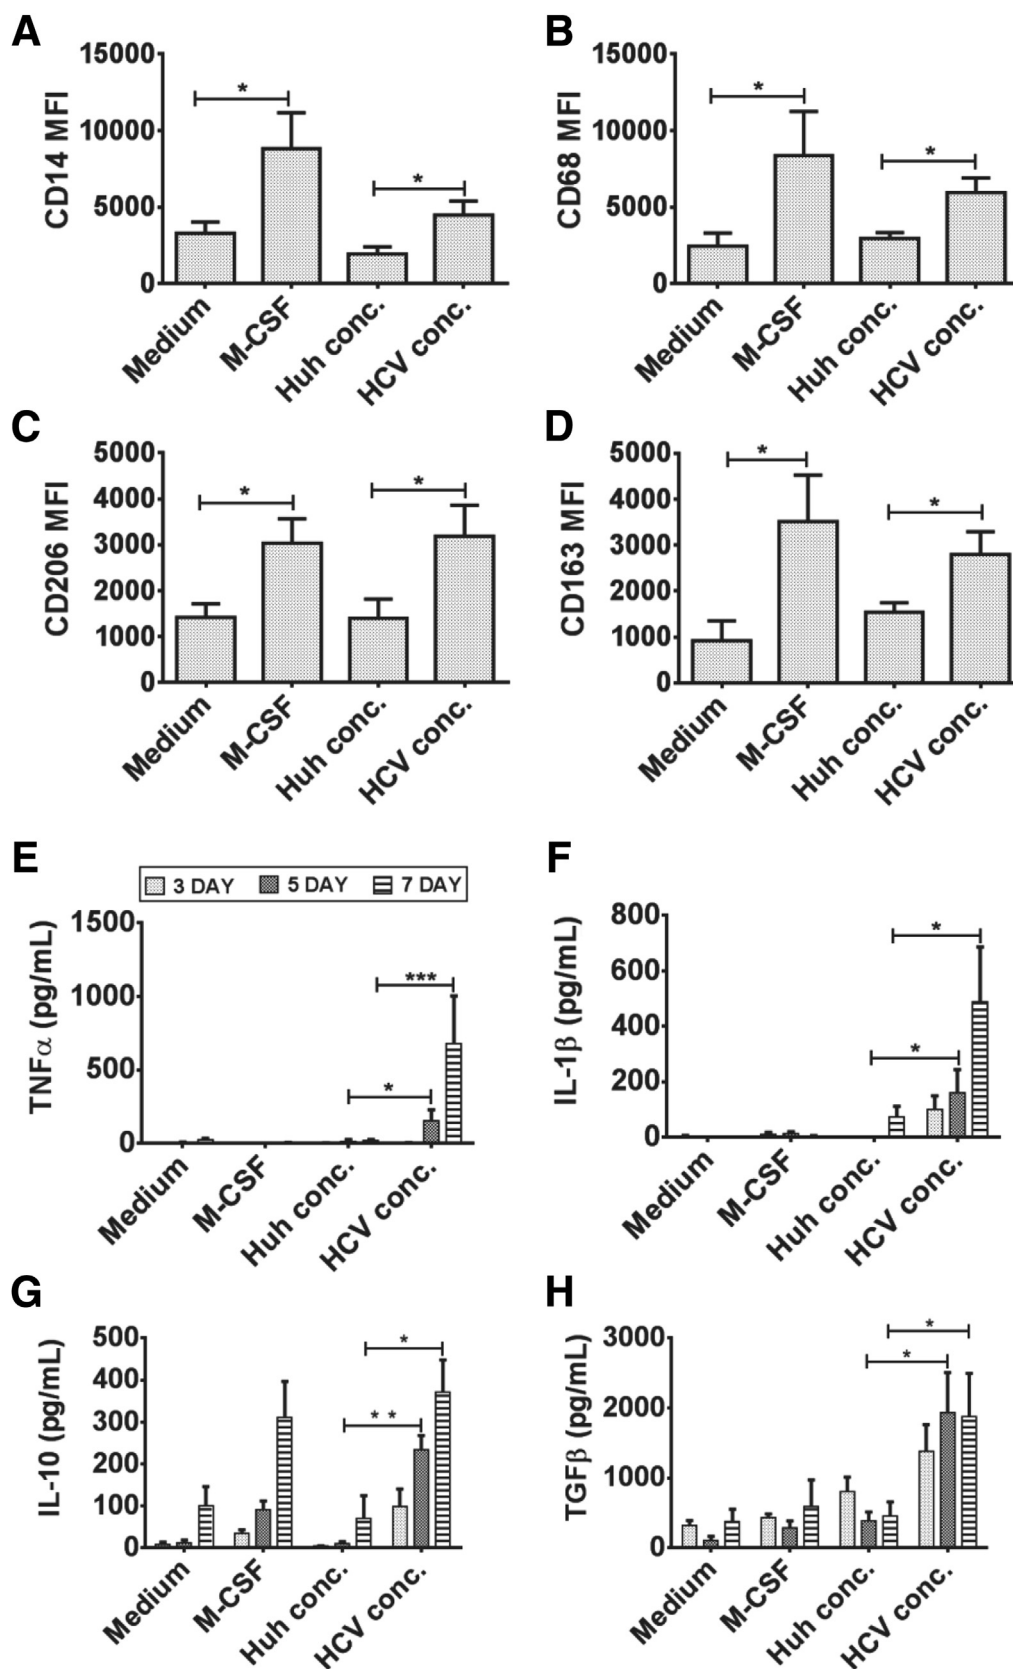 A
15000
10000
5000
0
CD14 MFI
*
*
Medium
M-CSF
Huh conc.
HCV conc.
B
15000
10000
5000
0
CD68 MFI
*
*
Medium
M-CSF
Huh conc.
HCV conc.
C
5000
4000
3000
2000
1000
0
CD206 MFI
*
*
Medium
M-CSF
Huh conc.
HCV conc.
D
5000
4000
3000
2000
1000
0
CD163 MFI
*
*
Medium
M-CSF
Huh conc.
HCV conc.
E
3 DAY 5 DAY 7 DAY
1500
1000
500
0
TNFα (pg/mL)
***
*
Medium
M-CSF
Huh conc.
HCV conc.
F
800
600
400
200
0
IL-1β (pg/mL)
*
*
Medium
M-CSF
Huh conc.
HCV conc.
G
500
400
300
200
100
0
IL-10 (pg/mL)
*
* *
Medium
M-CSF
Huh conc.
HCV conc.
H
3000
2000
1000
0
TGFβ (pg/mL)
*
*
Medium
M-CSF
Huh conc.
HCV conc.